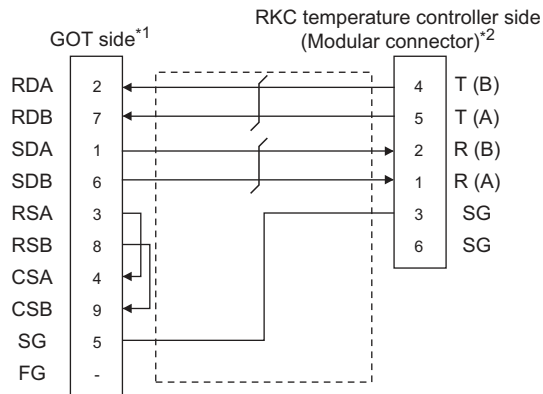 RKC temperature controller side
GOT side*1 (Modular connector)*2
RDA 2 4 T (B)
RDB 7 5 T (A)
SDA 1 2 R (B)
SDB 6 1 R (A)
RSA 3 3 SG
RSB 8 6 SG
CSA 4
CSB 9
SG 5
FG -